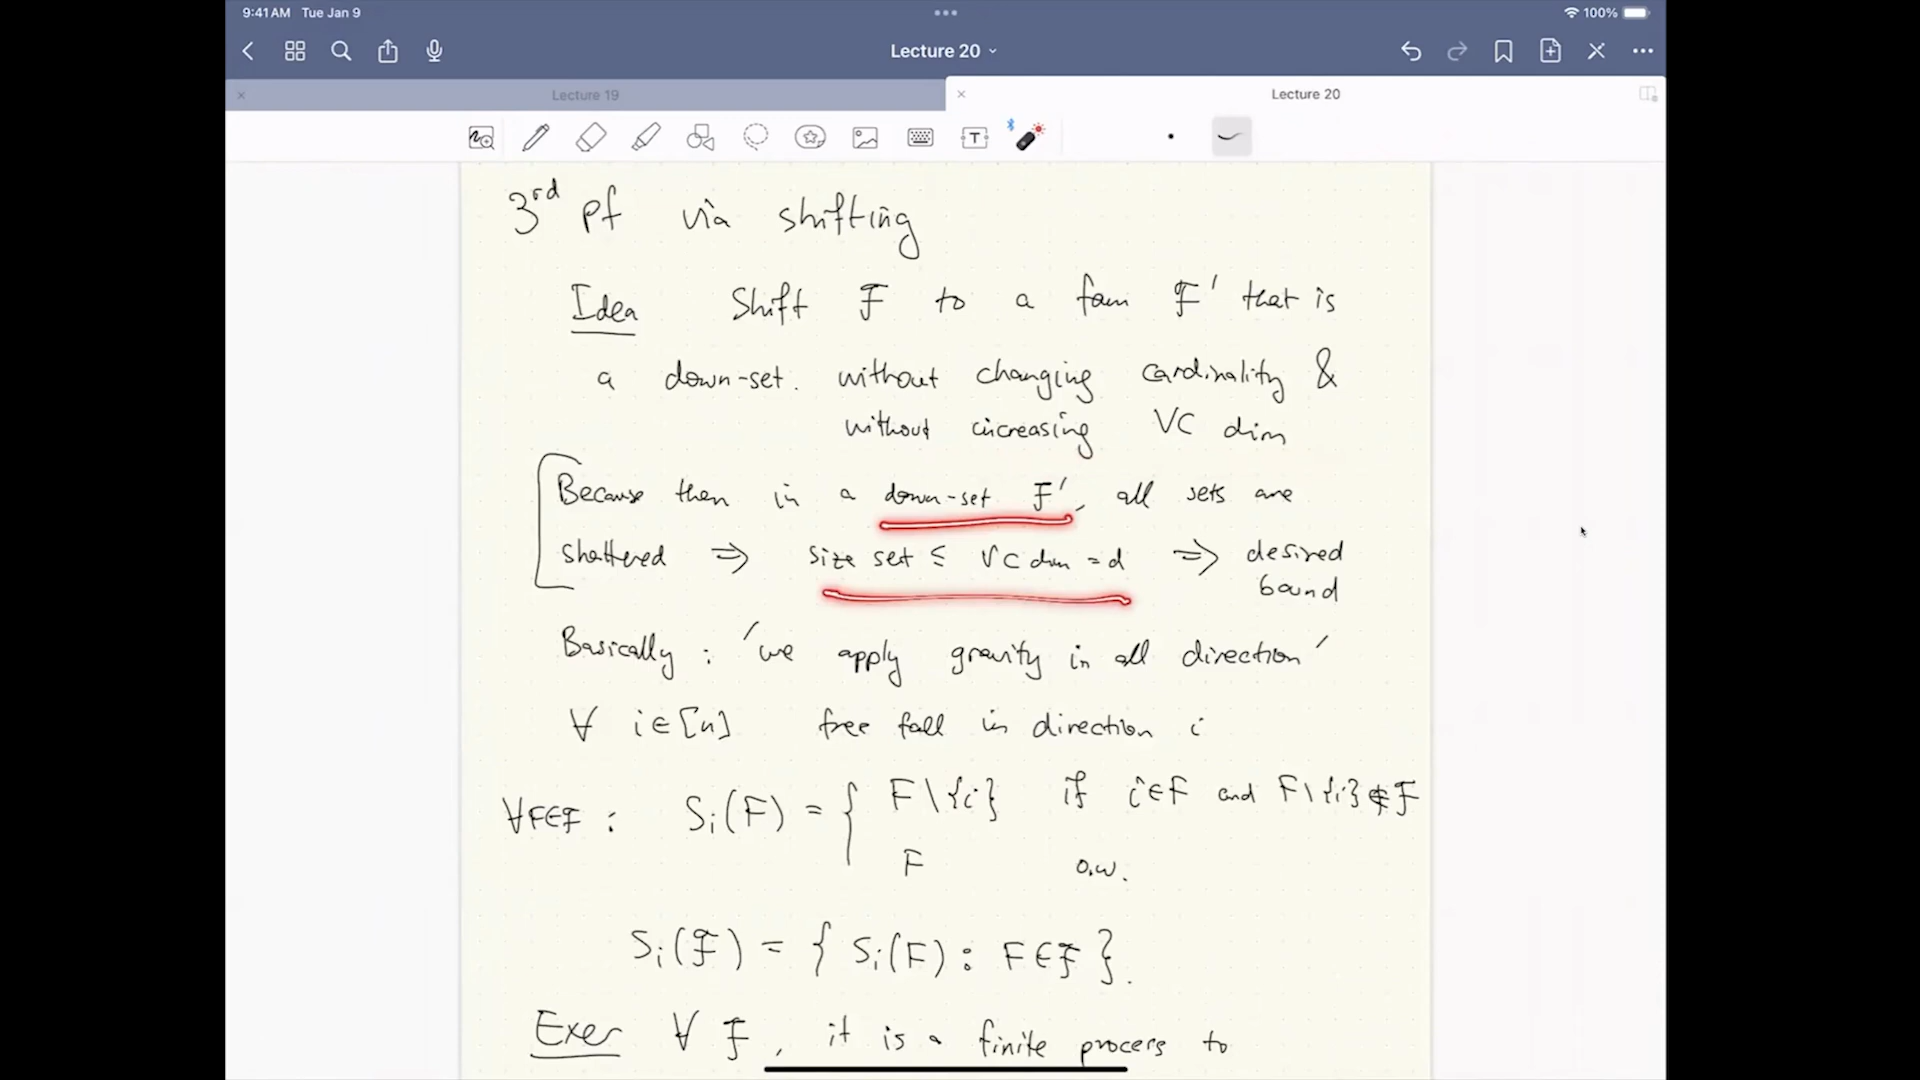 9:41 AM Tue Jan 9
100%
Lecture 20
Lecture 19
Lecture 20
3rd pf via shifting
Idea Shift F to a fam F' that is
a down-set. without changing cardinality &
without increasing VC dim
Because then in a down-set F', all sets are
shattered ⇒ size set ≤ VC dim = d ⇒ desired
bound
Basically : 'we apply gravity in all direction'
∀ i∈[n] free fall in direction i
∀F∈F : Si(F) = { F\{i} if i∈F and F\{i}∉F
F o.w.
Si(F) = { Si(F) : F∈F }.
Exer ∀ F, it is a finite process to